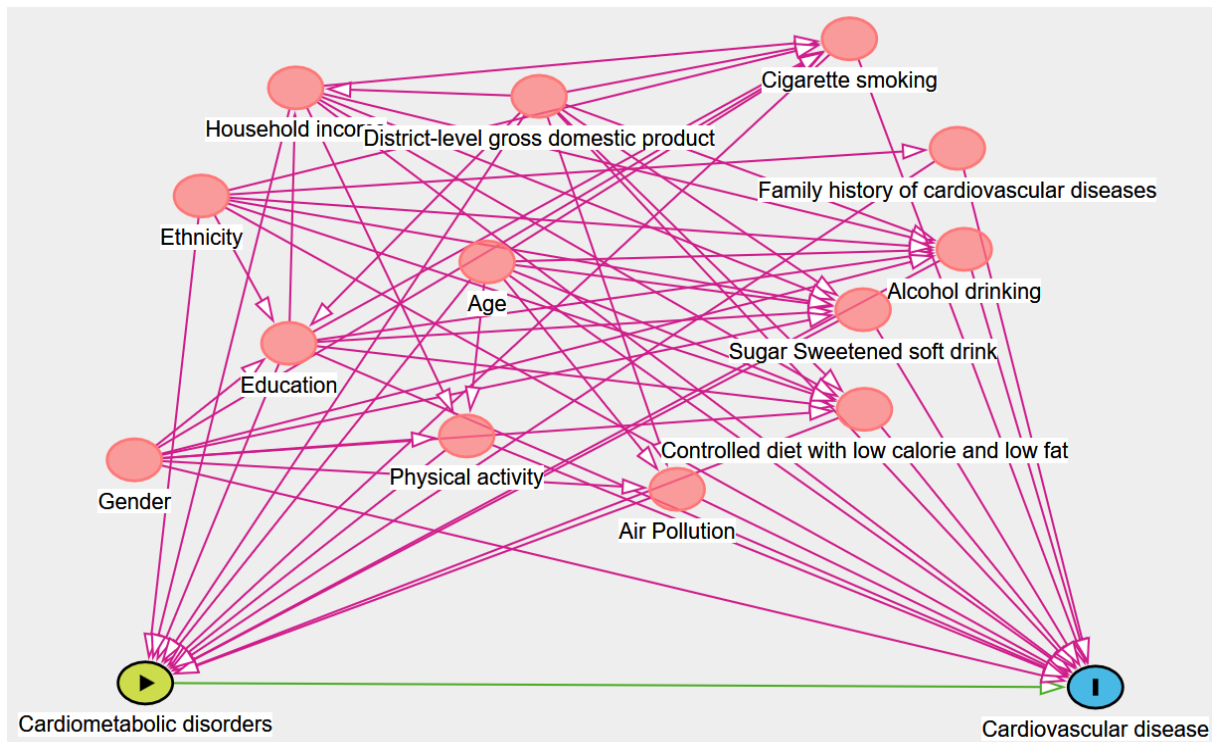 Cigarette smoking
Household
District-level gross domestic product
Family history of cardiovascular diseases
Ethnicity
Alcohol drinking
Age
Sugar Sweetened soft drink
Education
Controlled diet with low calorie and low fat
Physical activity
Gender
Air Pollution
Cardiometabolic disorders
Cardiovascular disease